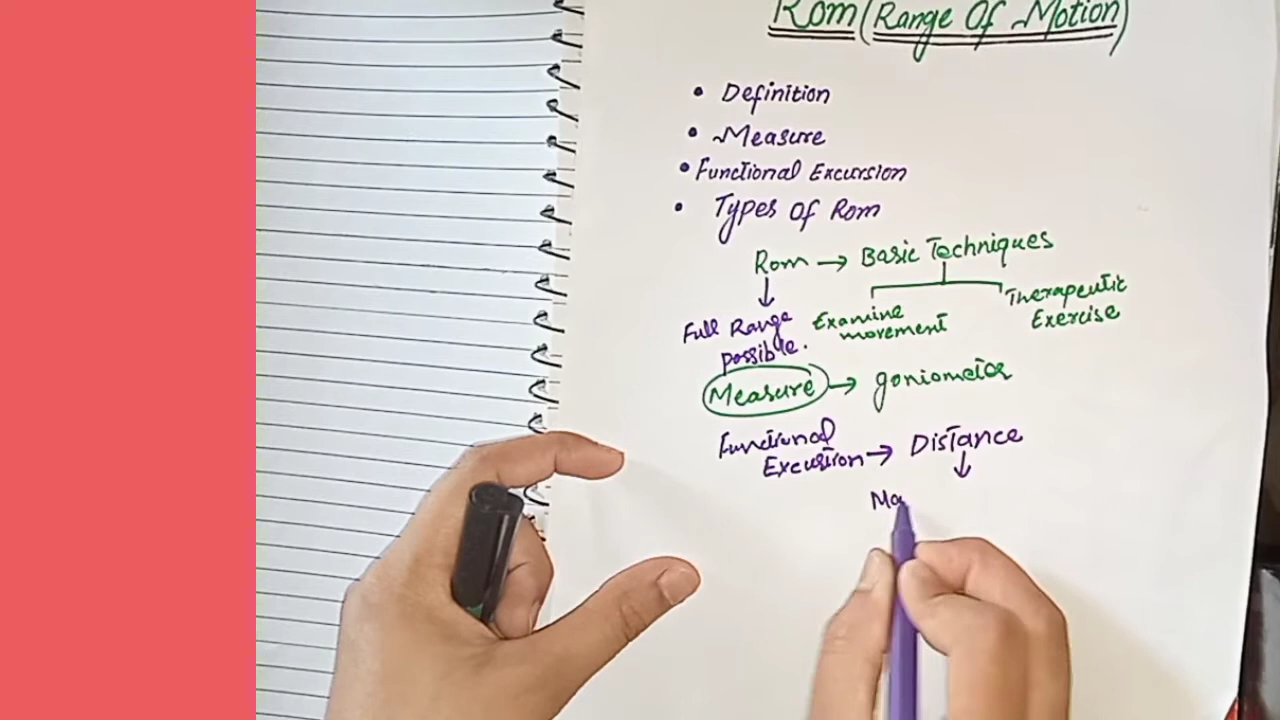 Rom (Range Of Motion)
• Definition
• Measure
• Functional Excursion
• Types Of Rom
Rom → Basic Techniques
↓
Full Range
possible.
Examine
movement
Therapeutic
Exercise
Measure → goniometer
Functional
Excursion → Distance
↓
Ma